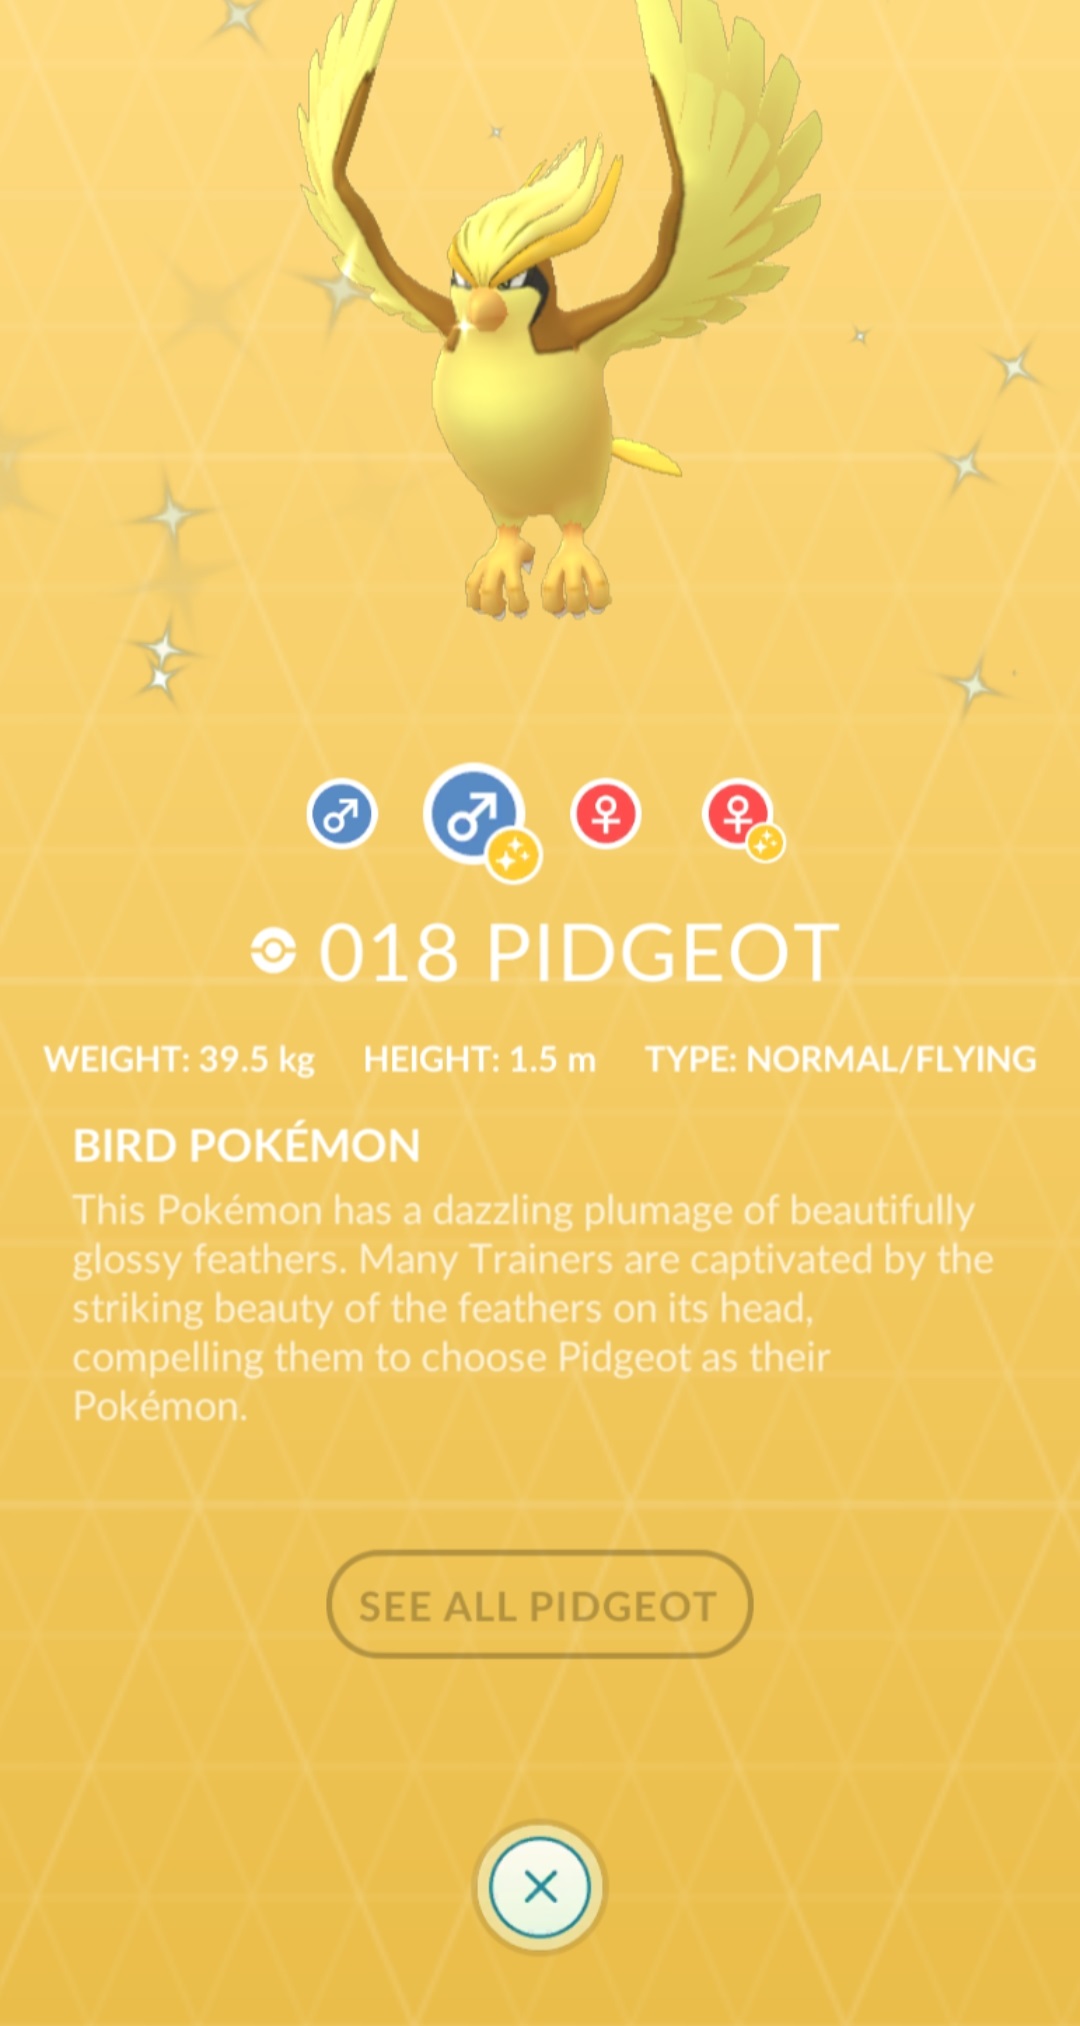 018 PIDGEOT
WEIGHT: 39.5 kg HEIGHT: 1.5 m TYPE: NORMAL/FLYING
BIRD POKÉMON
This Pokémon has a dazzling plumage of beautifully
glossy feathers. Many Trainers are captivated by the
striking beauty of the feathers on its head,
compelling them to choose Pidgeot as their
Pokémon.
SEE ALL PIDGEOT